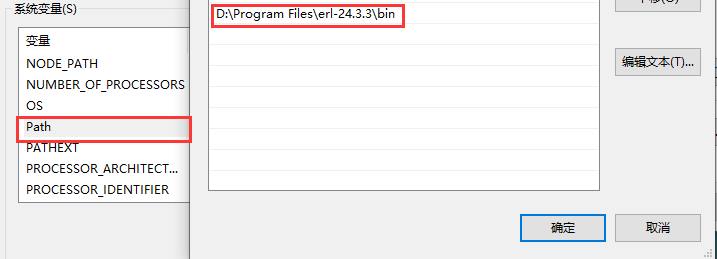 系统变量(S)
变量
NODE_PATH
NUMBER_OF_PROCESSORS
OS
Path
PATHEXT
PROCESSOR_ARCHITECT...
PROCESSOR_IDENTIFIER
D:\Program Files\erl-24.3.3\bin
编辑文本(T)...
确定
取消